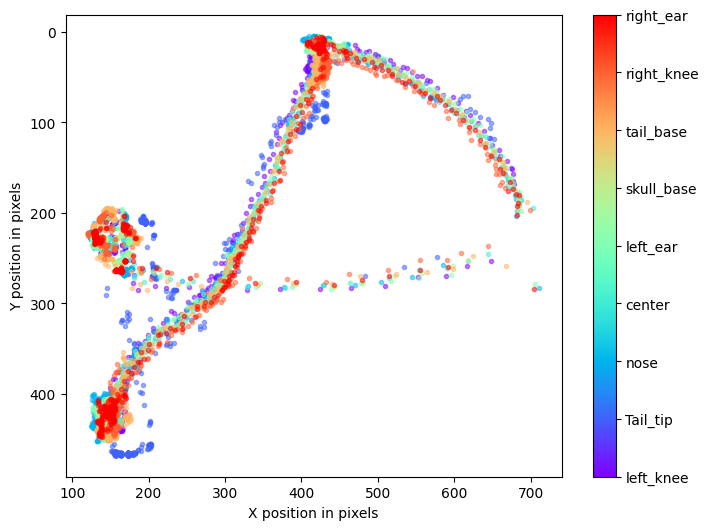 0
100
200
300
400
Y position in pixels
100
200
300
400
500
600
700
X position in pixels
right_ear
right_knee
tail_base
skull_base
left_ear
center
nose
Tail_tip
left_knee